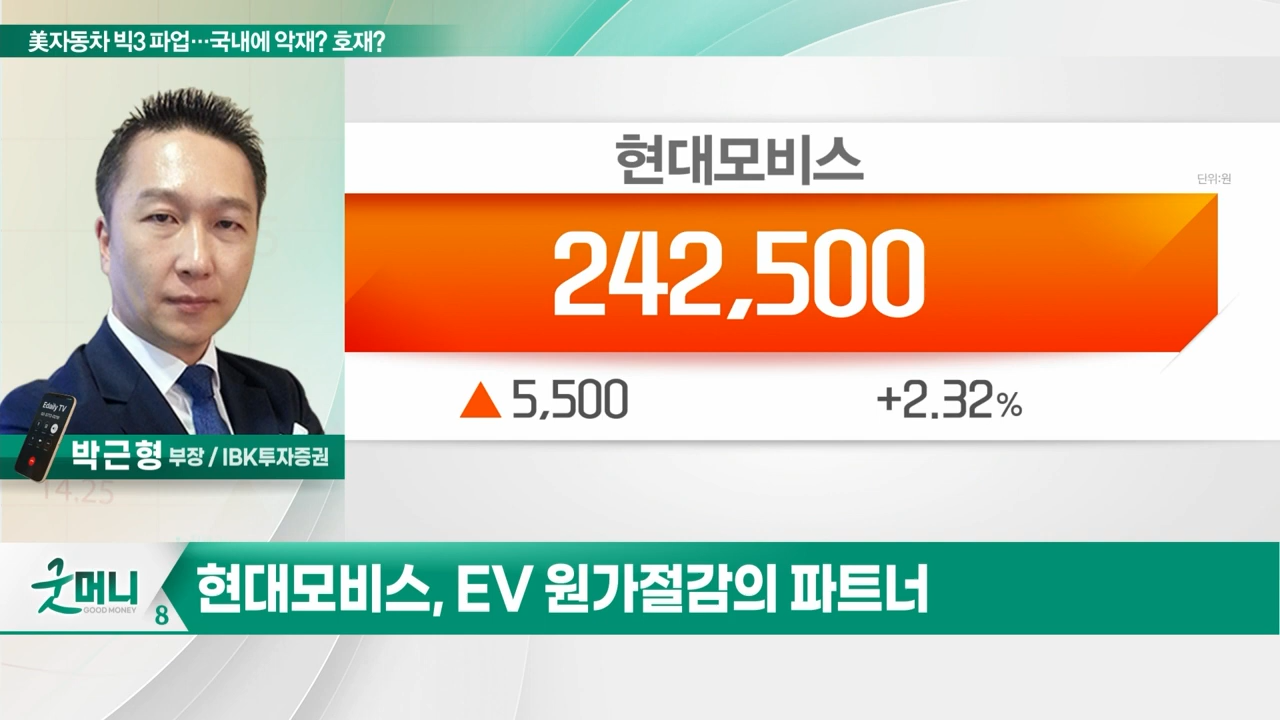 美자동차 빅3 파업…국내에 악재? 호재?
현대모비스
단위:원
242,500
▲ 5,500 +2.32%
Edaily TV
박근형 부장 / IBK투자증권
14.25
굿머니 8
GOOD MONEY
현대모비스, EV 원가절감의 파트너